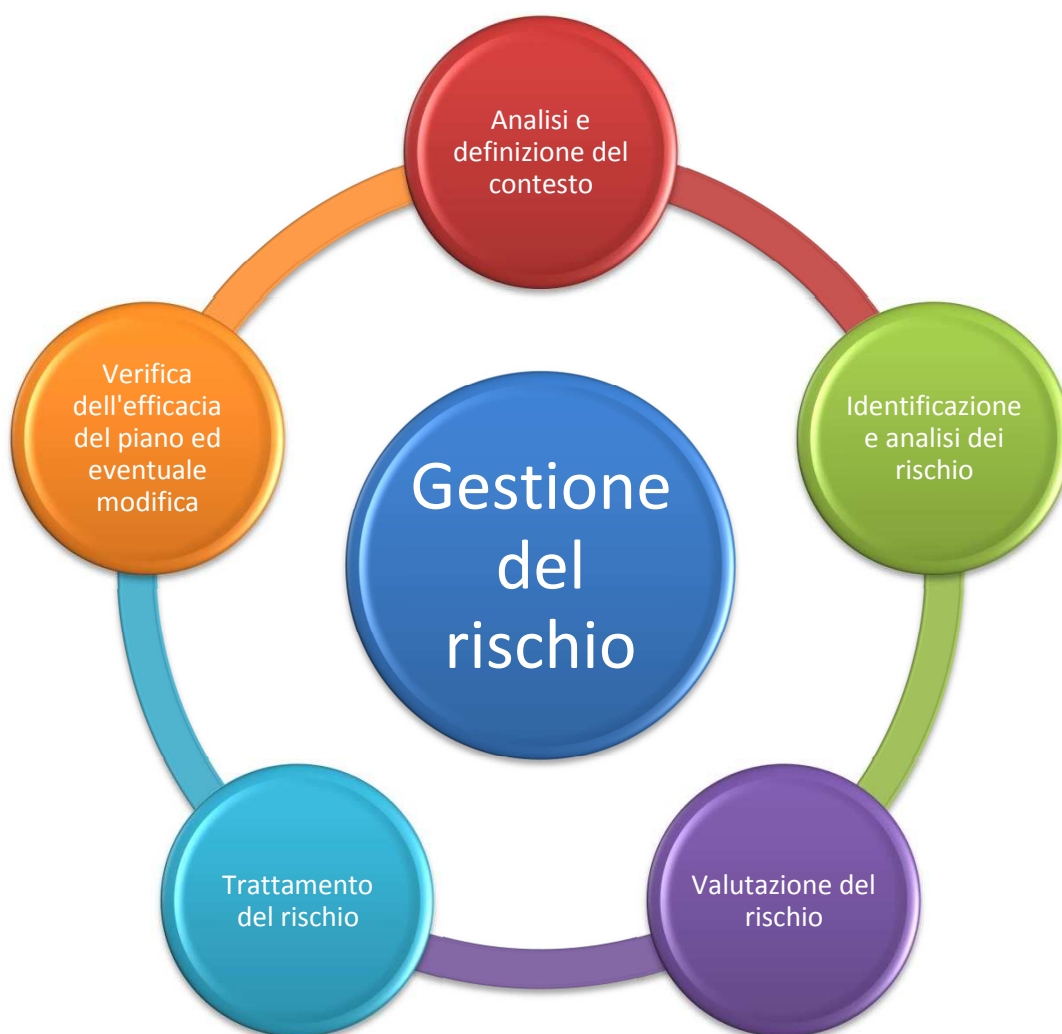 Analisi e
definizione del
contesto
Identificazione
e analisi dei
rischio
Valutazione del
rischio
Trattamento
del rischio
Verifica
dell'efficacia
del piano ed
eventuale
modifica
Gestione
del
rischio